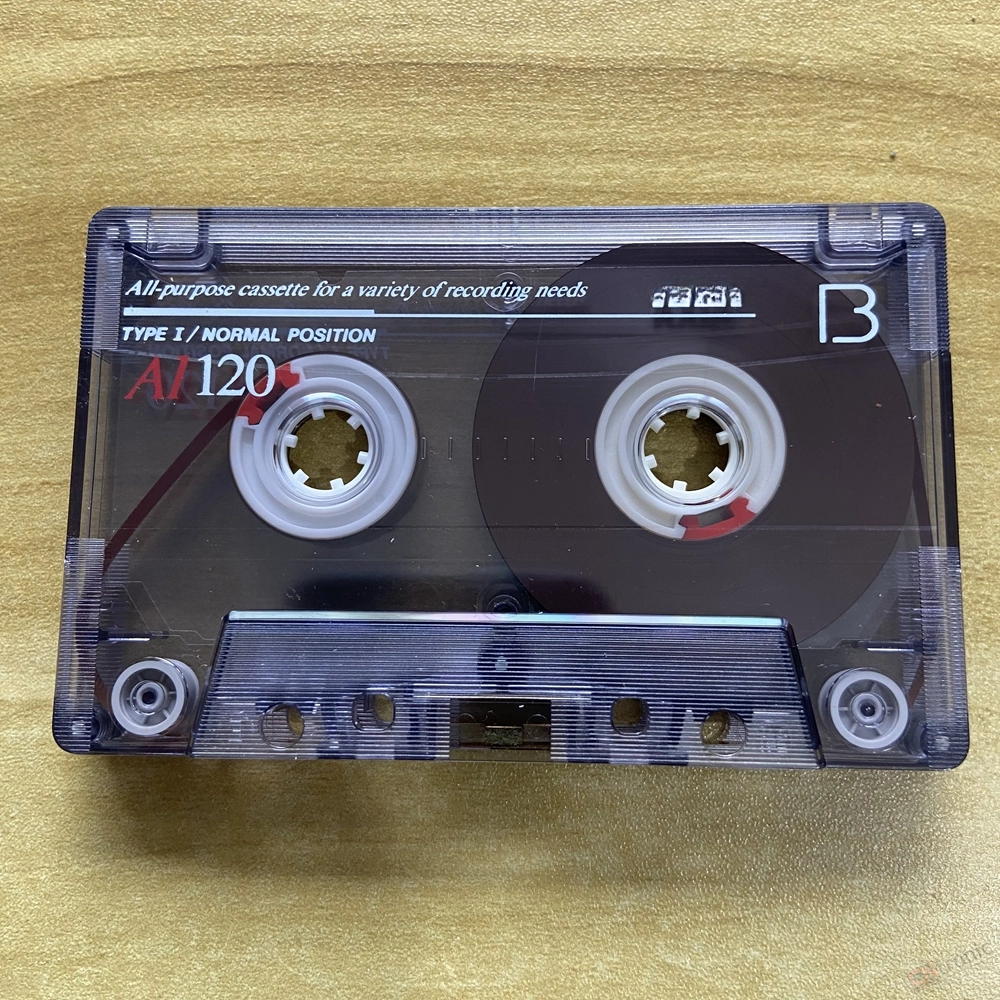 All-purpose cassette for a variety of recording needs
B
TYPE I / NORMAL POSITION
AI 120